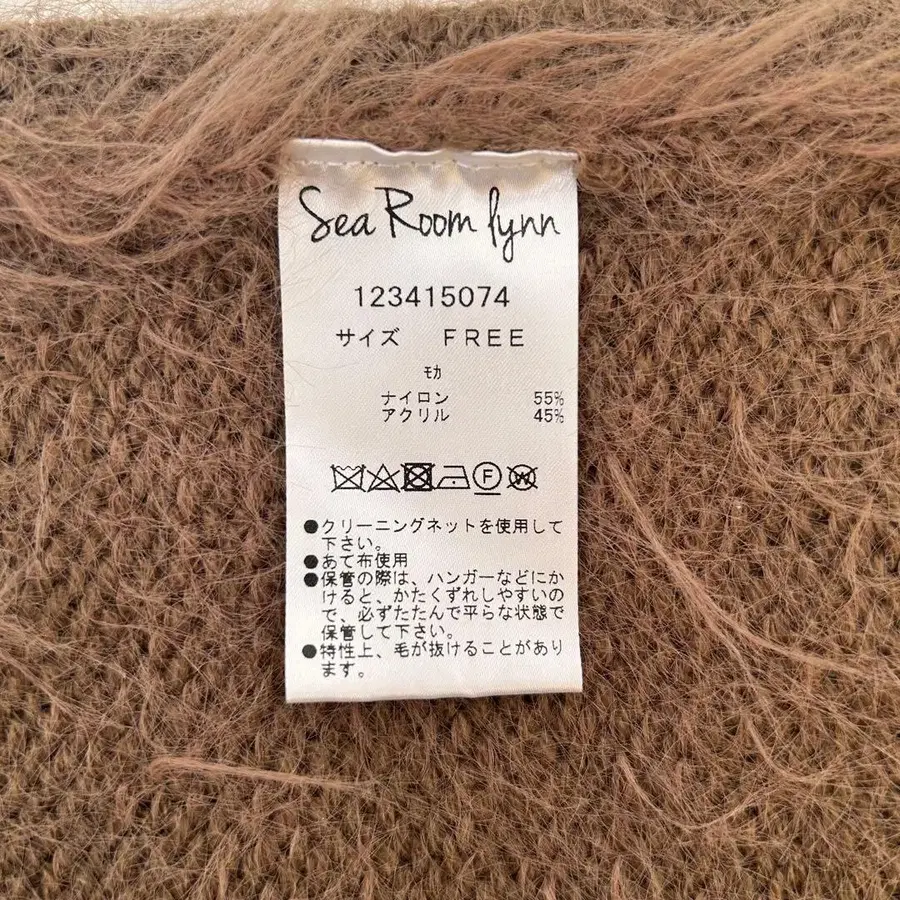 Sea Room lynn
123415074
サイズ FREE
ﾓｶ
ナイロン 55%
アクリル 45%
F W
●クリーニングネットを使用して
下さい。
●あて布使用
●保管の際は、ハンガーなどにか
けると、かたくずれしやすいの
で、必ずたたんで平らな状態で
保管して下さい。
●特性上、毛が抜けることがあり
ます。